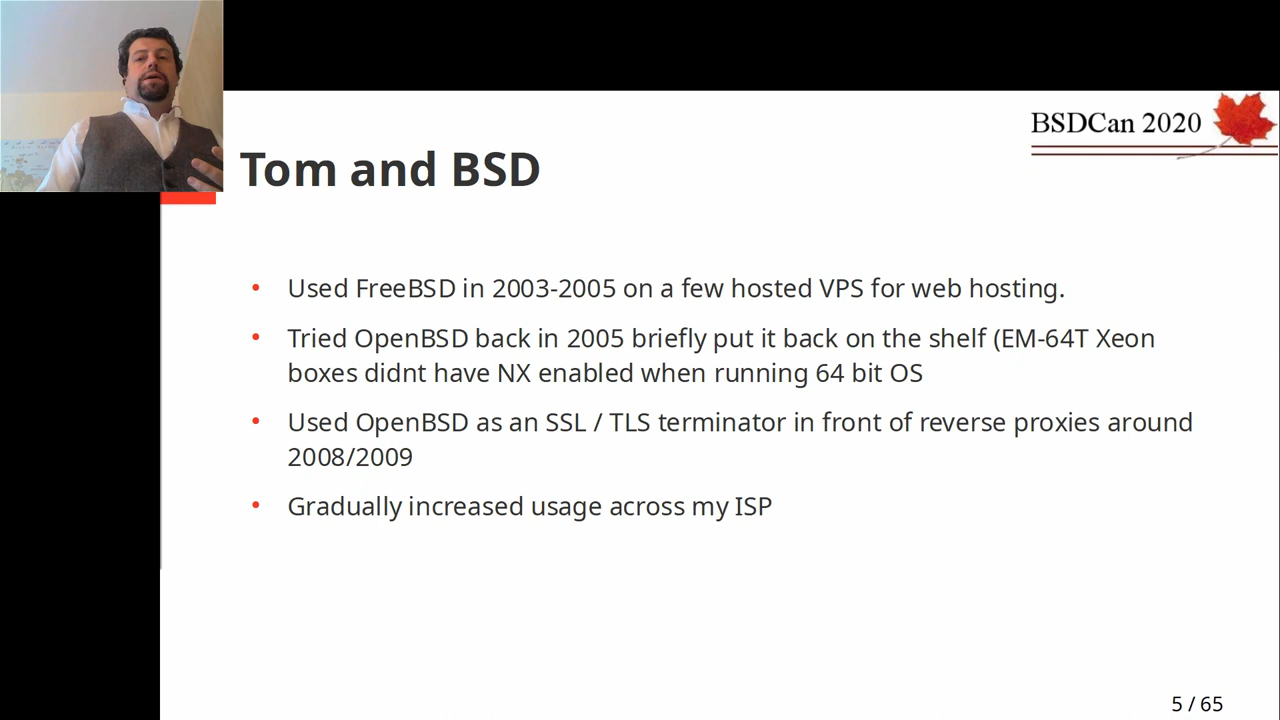 BSDCan 2020
Tom and BSD
• Used FreeBSD in 2003-2005 on a few hosted VPS for web hosting.
• Tried OpenBSD back in 2005 briefly put it back on the shelf (EM-64T Xeon
boxes didnt have NX enabled when running 64 bit OS
• Used OpenBSD as an SSL / TLS terminator in front of reverse proxies around
2008/2009
• Gradually increased usage across my ISP
5 / 65